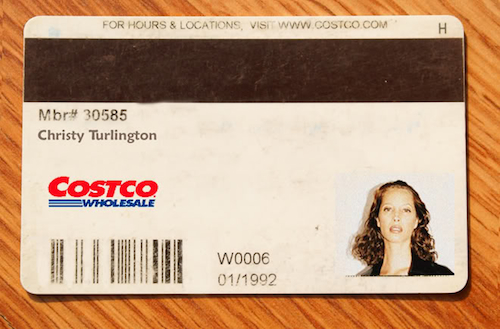 FOR HOURS & LOCATIONS, VISIT WWW.COSTCO.COM
H
Mbr# 30585
Christy Turlington
COSTCO
WHOLESALE
W0006
01/1992